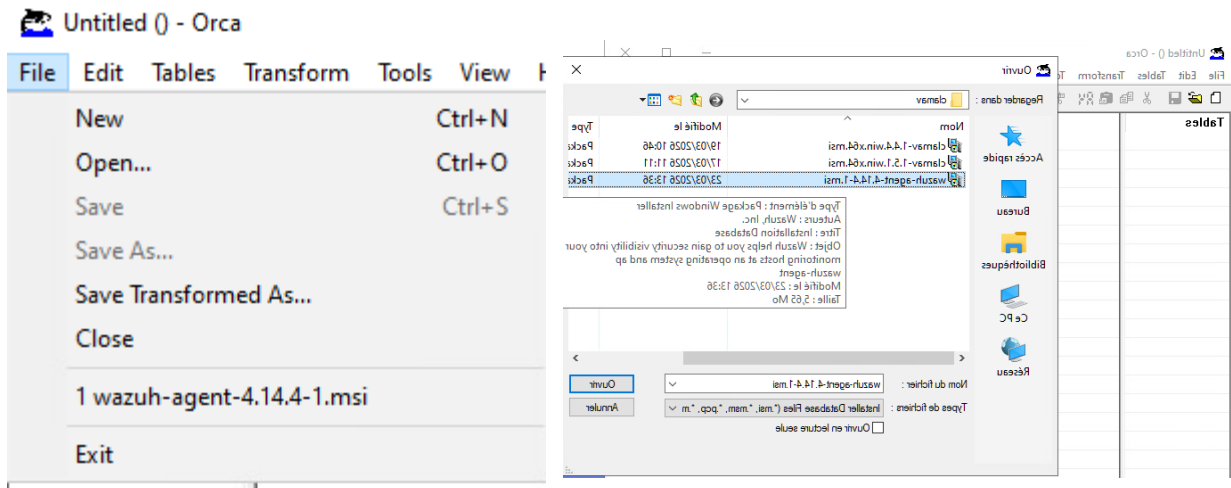 Untitled () - Orca
File Edit Tables Transform Tools View
New Ctrl+N
Open... Ctrl+O
Save Ctrl+S
Save As...
Save Transformed As...
Close
1 wazuh-agent-4.14.4-1.msi
Exit
Untitled () - Orca
File Edit Tables Transform
Tables
Ouvrir
Regarder dans : clamav
Nom Modifié le Type
clamav-1.4.4.win.x64.msi 19/03/2026 10:46
clamav-1.5.1.win.x64.msi 17/03/2026 11:11
wazuh-agent-4.14.4-1.msi 23/03/2026 13:36
Type d'élément : Package Windows Installer
Auteurs : Wazuh, Inc.
Titre : Installation Database
Objet : Wazuh helps you to gain security visibility into your
monitoring hosts at an operating system and ap
wazuh-agent
Modifié le : 23/03/2026 13:36
Taille : 5,65 Mo
Accès rapide
Bureau
Bibliothèques
Ce PC
Réseau
Nom du fichier : wazuh-agent-4.14.4-1.msi Ouvrir
Types de fichiers : Installer Database Files (*.msi, *.msm, *.pcp, *.m Annuler
Ouvrir en lecture seule